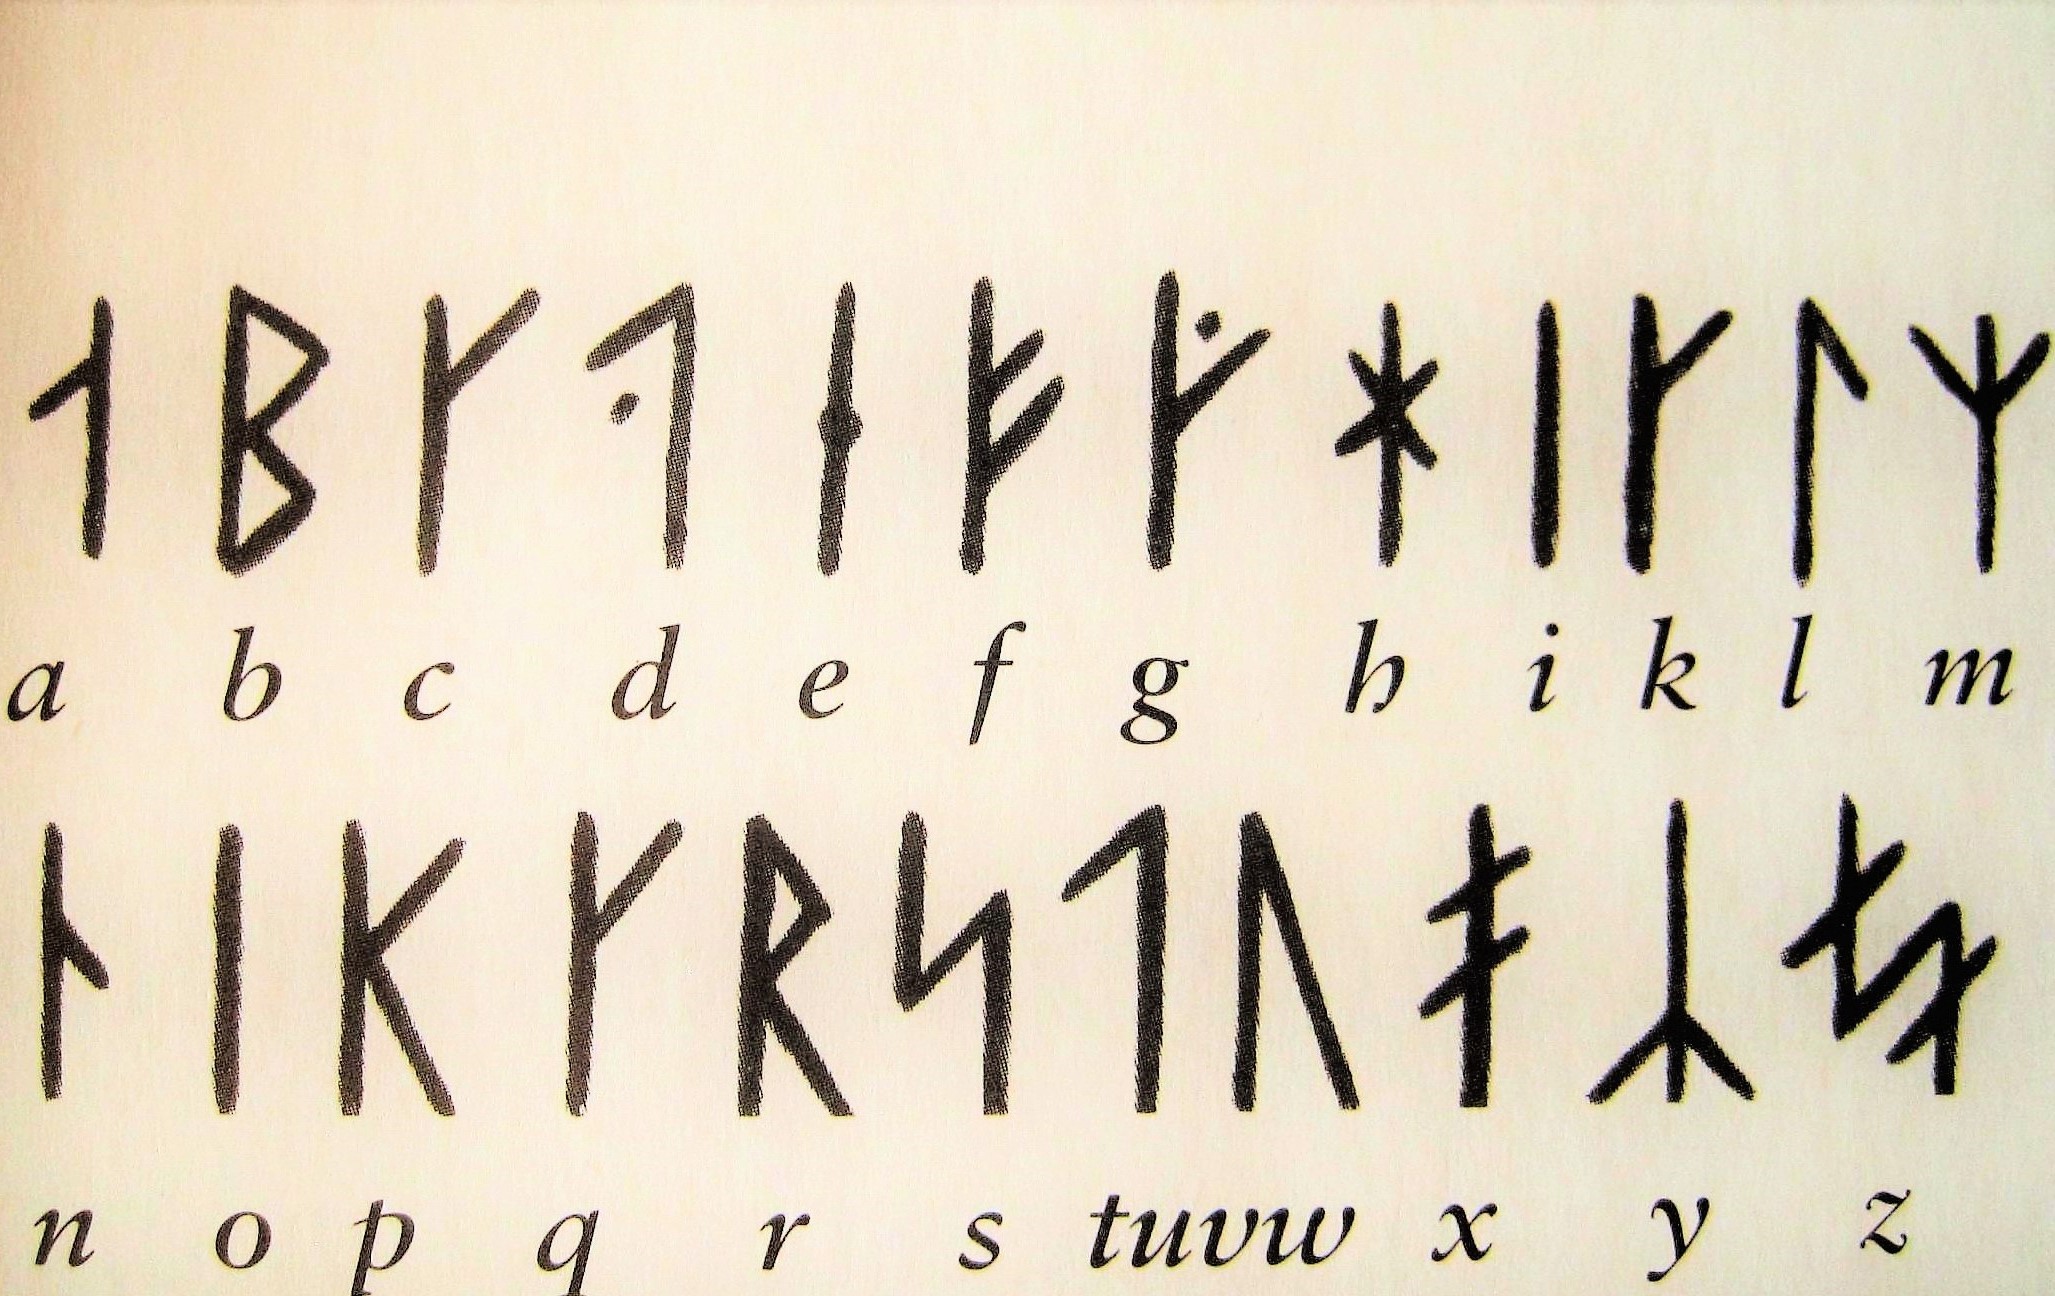 ᛆ ᛒ ᚴ ᛑ ᛂ ᚠ ᚵ ᚼ ᛁ ᚴ ᛚ ᛘ
a b c d e f g h i k l m
ᚿ ᛁ K ᚴ ᚱ ᛋ ᛐ ᚢ ᚯ ᛦ ᛎ
n o p q r s tuvw x y z